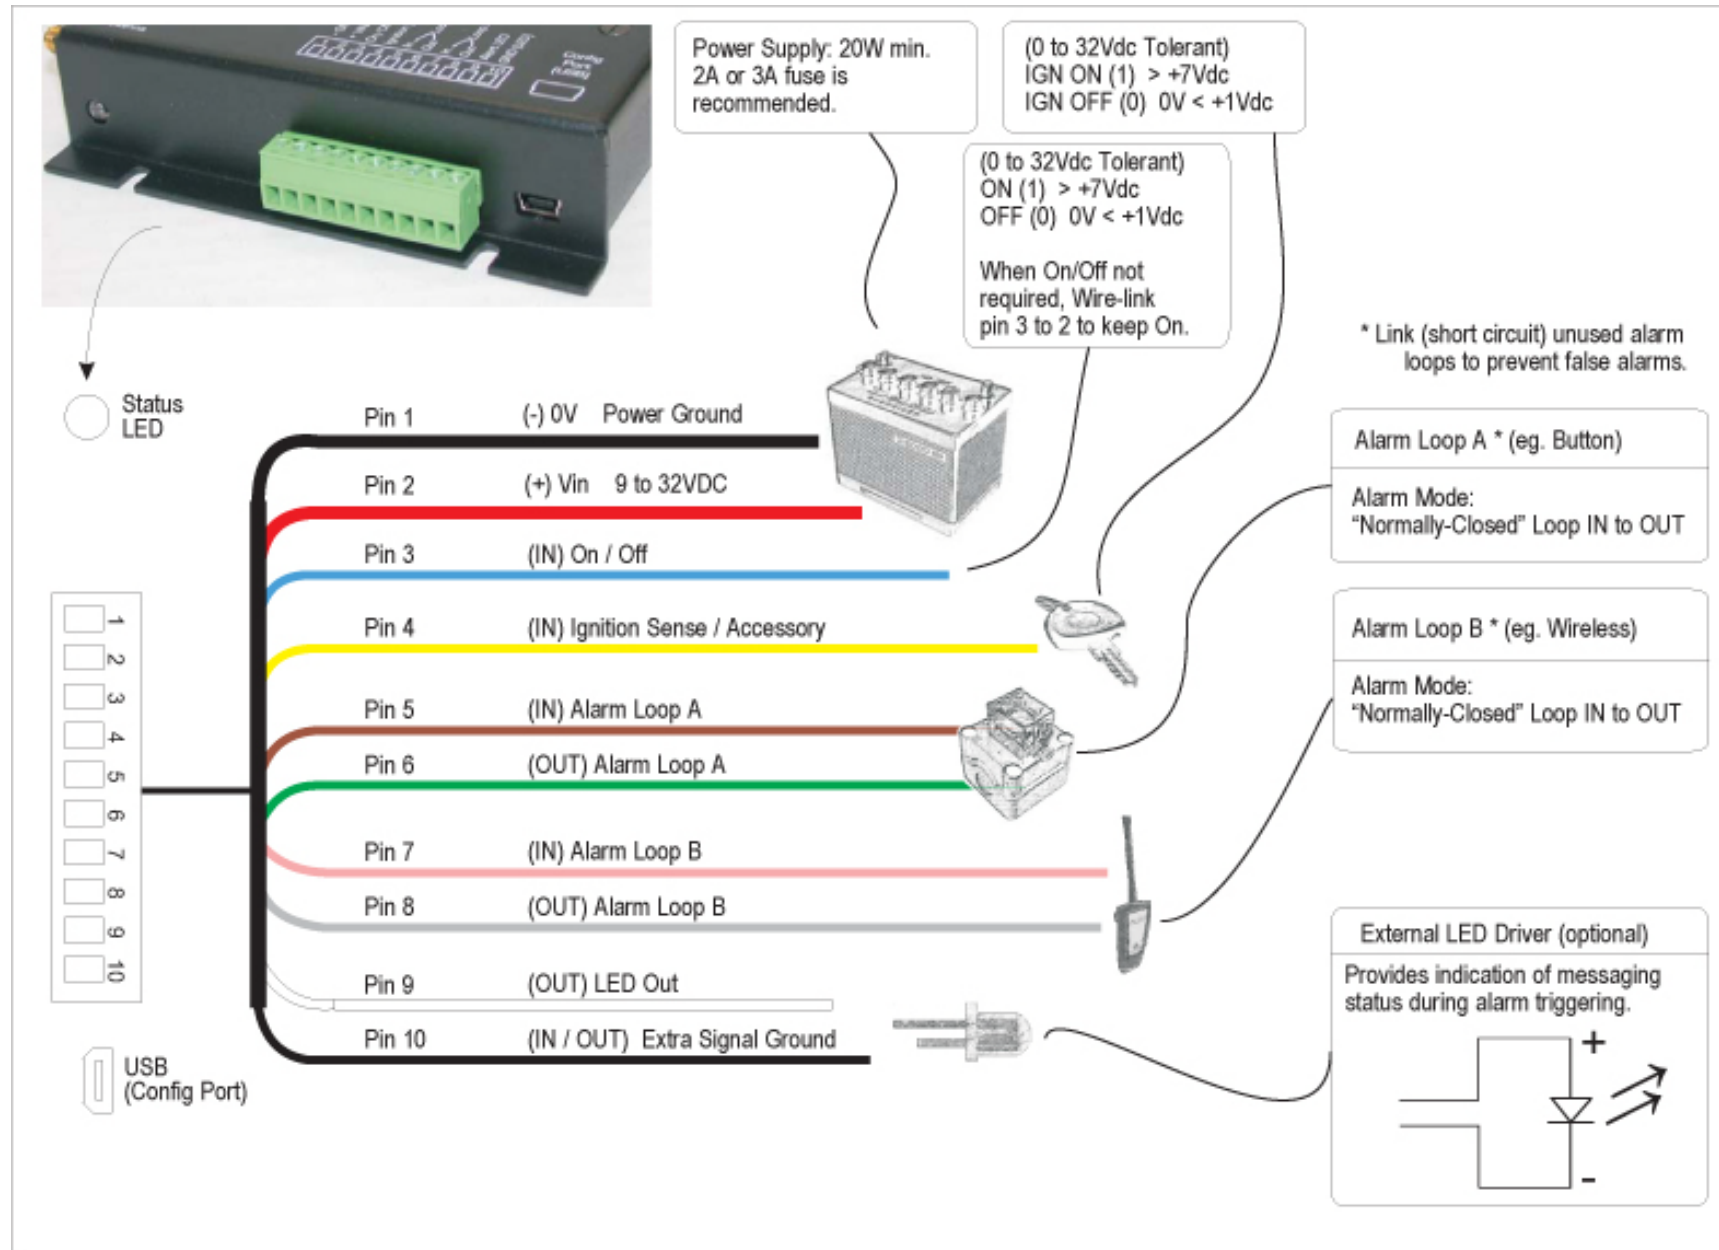 Config
Port
(USB)
Power Supply: 20W min.
2A or 3A fuse is
recommended.
(0 to 32Vdc Tolerant)
IGN ON (1) > +7Vdc
IGN OFF (0) 0V < +1Vdc
(0 to 32Vdc Tolerant)
ON (1) > +7Vdc
OFF (0) 0V < +1Vdc
When On/Off not
required, Wire-link
pin 3 to 2 to keep On.
* Link (short circuit) unused alarm
loops to prevent false alarms.
Status
LED
Pin 1 (-) 0V Power Ground
Pin 2 (+) Vin 9 to 32VDC
Pin 3 (IN) On / Off
Pin 4 (IN) Ignition Sense / Accessory
Pin 5 (IN) Alarm Loop A
Pin 6 (OUT) Alarm Loop A
Pin 7 (IN) Alarm Loop B
Pin 8 (OUT) Alarm Loop B
Pin 9 (OUT) LED Out
Pin 10 (IN / OUT) Extra Signal Ground
1
2
3
4
5
6
7
8
9
10
USB
(Config Port)
Alarm Loop A * (eg. Button)
Alarm Mode:
“Normally-Closed” Loop IN to OUT
Alarm Loop B * (eg. Wireless)
Alarm Mode:
“Normally-Closed” Loop IN to OUT
External LED Driver (optional)
Provides indication of messaging
status during alarm triggering.
+
-